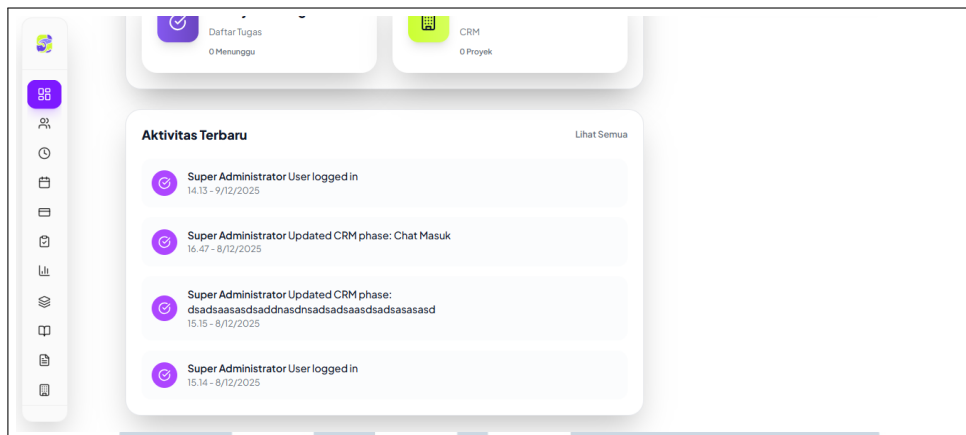 Daftar Tugas
0 Menunggu
CRM
0 Proyek
Aktivitas Terbaru
Lihat Semua
Super Administrator User logged in
14.13 - 9/12/2025
Super Administrator Updated CRM phase: Chat Masuk
16.47 - 8/12/2025
Super Administrator Updated CRM phase:
dsadsaasasdsaddnasdnsadsadsaasdsadsasasasd
15.15 - 8/12/2025
Super Administrator User logged in
15.14 - 8/12/2025